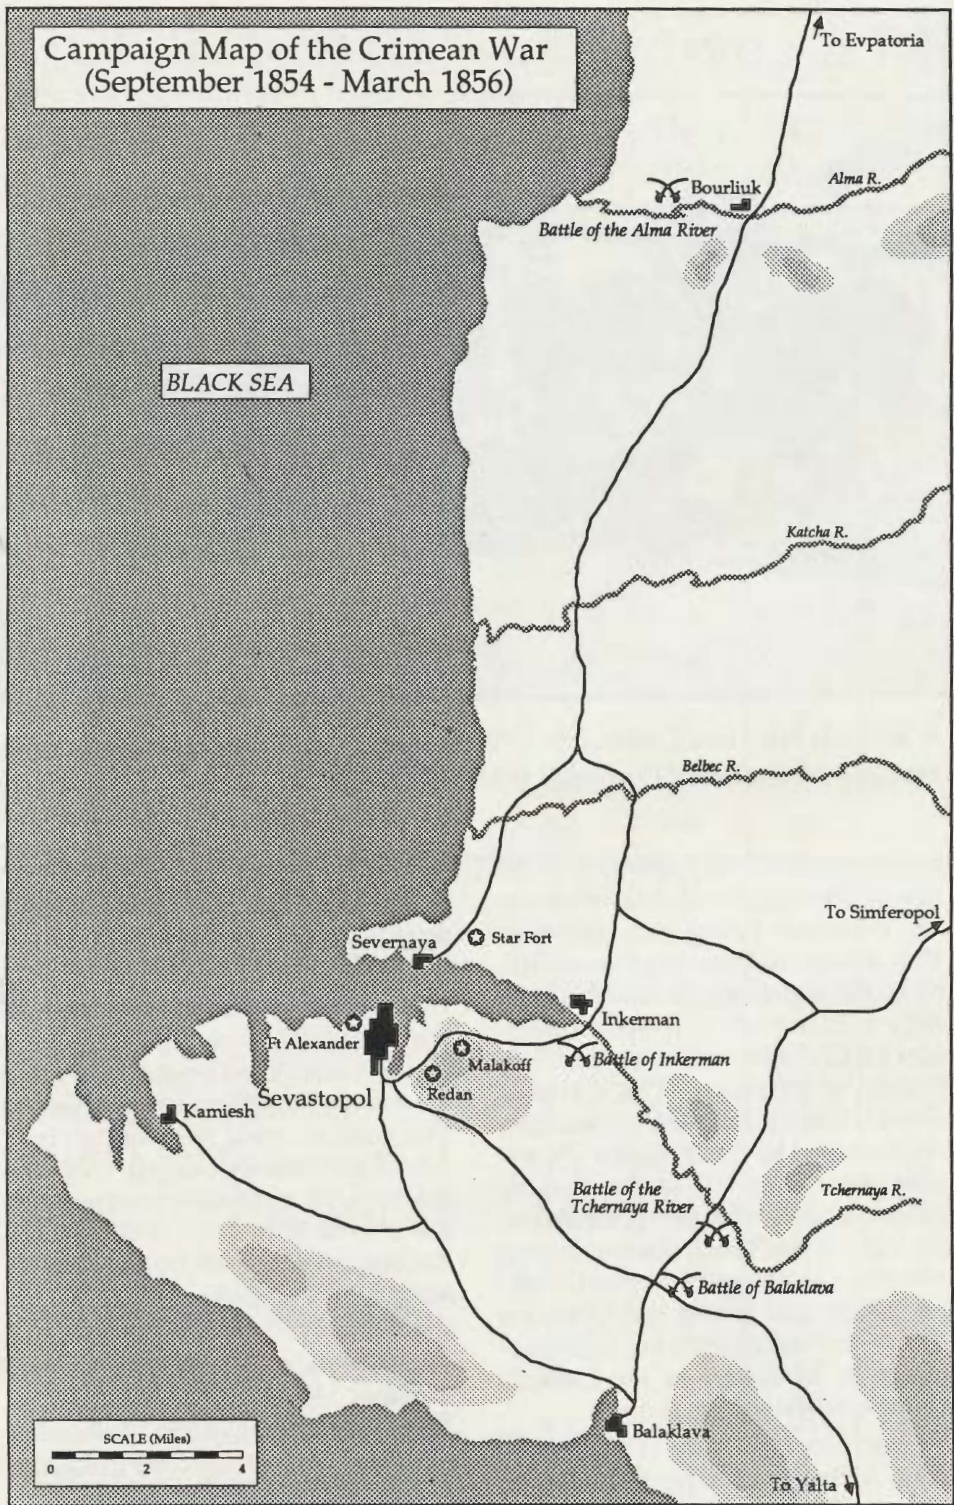 Campaign Map of the Crimean War
(September 1854 - March 1856)
To Evpatoria
Bourliuk
Alma R.
Battle of the Alma River
BLACK SEA
Katcha R.
Belbec R.
To Simferopol
Severnaya
Star Fort
Inkerman
Ft Alexander
Malakoff
Battle of Inkerman
Redan
Sevastopol
Kamiesh
Battle of the
Tchernaya River
Tchernaya R.
Battle of Balaklava
Balaklava
SCALE (Miles)
0 2 4
To Yalta